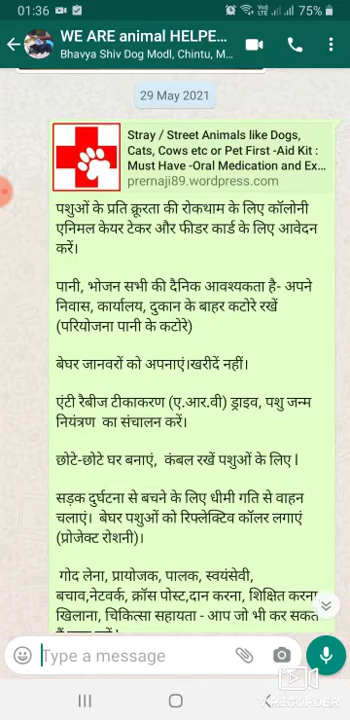 01:36
75%
WE ARE animal HELPE...
Bhavya Shiv Dog Modl, Chintu, M...
29 May 2021
Stray / Street Animals like Dogs,
Cats, Cows etc or Pet First -Aid Kit :
Must Have -Oral Medication and Ex...
prernaji89.wordpress.com
पशुओं के प्रति क्रूरता की रोकथाम के लिए कॉलोनी
एनिमल केयर टेकर और फीडर कार्ड के लिए आवेदन
करें।
पानी, भोजन सभी की दैनिक आवश्यकता है- अपने
निवास, कार्यालय, दुकान के बाहर कटोरे रखें
(परियोजना पानी के कटोरे)
बेघर जानवरों को अपनाएं।खरीदें नहीं।
एंटी रैबीज टीकाकरण (ए.आर.वी) ड्राइव, पशु जन्म
नियंत्रण का संचालन करें।
छोटे-छोटे घर बनाएं, कंबल रखें पशुओं के लिए l
सड़क दुर्घटना से बचने के लिए धीमी गति से वाहन
चलाएं। बेघर पशुओं को रिफ्लेक्टिव कॉलर लगाएं
(प्रोजेक्ट रोशनी)।
गोद लेना, प्रायोजक, पालक, स्वयंसेवी,
बचाव,नेटवर्क, क्रॉस पोस्ट,दान करना, शिक्षित करना
खिलाना, चिकित्सा सहायता - आप जो भी कर सकत
Type a message
VIRECORDER